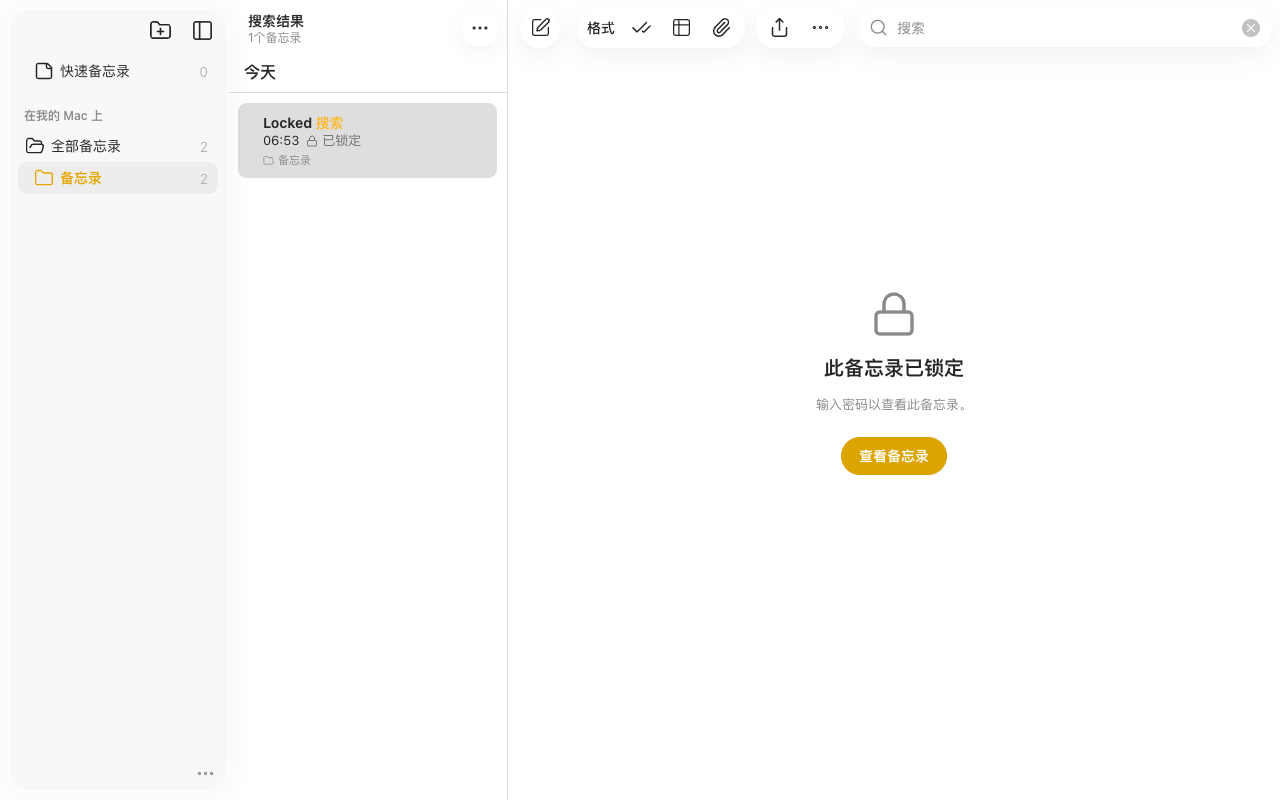 快速备忘录 0
在我的 Mac 上
全部备忘录 2
备忘录 2
搜索结果
1个备忘录
今天
Locked 搜索
06:53 已锁定
备忘录
格式
搜索
此备忘录已锁定
输入密码以查看此备忘录。
查看备忘录